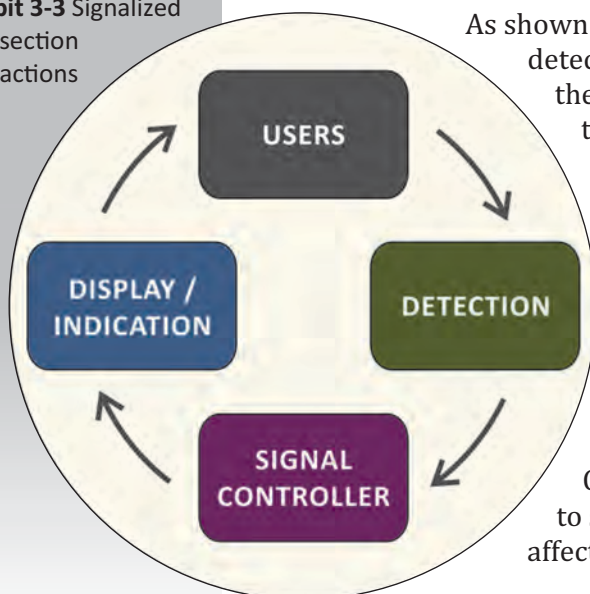 bit 3-3 Signalized
section
actions
As shown
detec
the
t
USERS
DISPLAY /
INDICATION
DETECTION
SIGNAL
CONTROLLER
to
affect